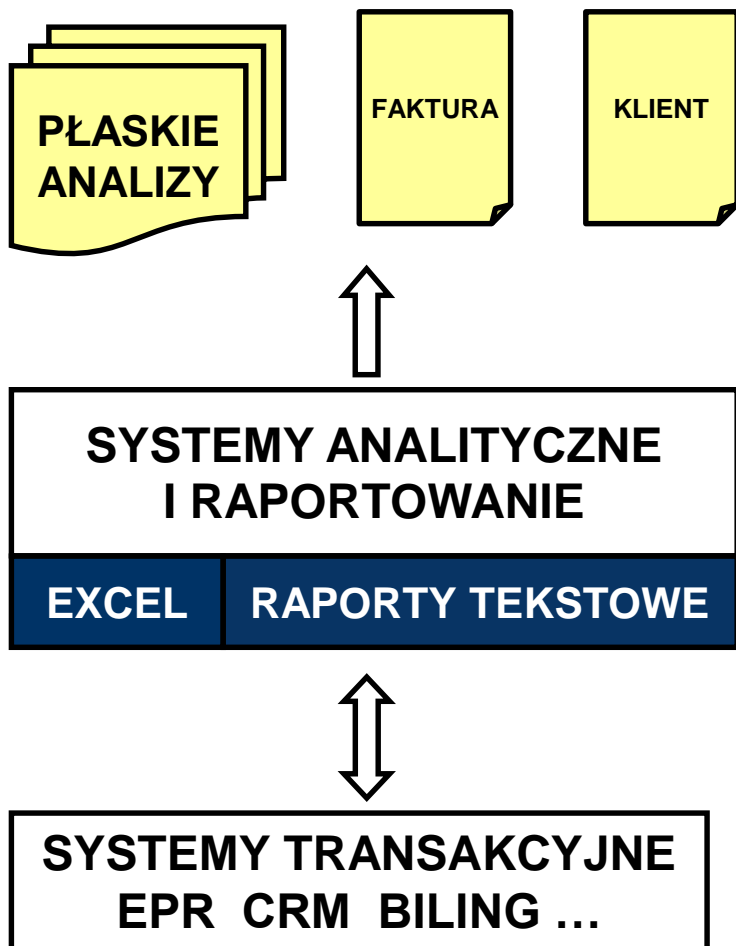 PŁASKIE
ANALIZY
FAKTURA
KLIENT
SYSTEMY ANALITYCZNE
I RAPORTOWANIE
EXCEL
RAPORTY TEKSTOWE
SYSTEMY TRANSAKCYJNE
EPR CRM BILING ...